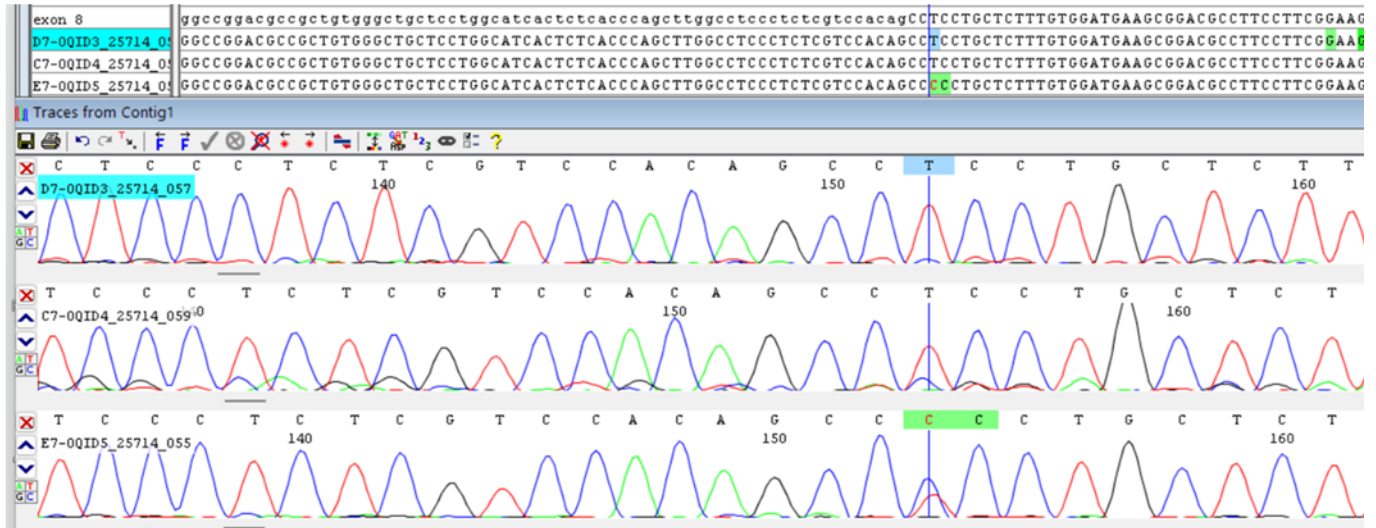 exon 8 ggccggacgccgctgtgggctgctcctggcatcactctcacccagcttggcctccctctcgtccacagCCTCCTGCTCTTTGTGGATGAAGCGGACGCCTTCCTTCGGAAG
D7-0QID3_25714_05 GGCCGGACGCCGCTGTGGGCTGCTCCTGGCATCACTCTCACCCAGCTTGGCCTCCCTCTCGTCCACAGCCTCCTGCTCTTTGTGGATGAAGCGGACGCCTTCCTTCGGAAG
C7-0QID4_25714_05 GGCCGGACGCCGCTGTGGGCTGCTCCTGGCATCACTCTCACCCAGCTTGGCCTCCCTCTCGTCCACAGCCTCCTGCTCTTTGTGGATGAAGCGGACGCCTTCCTTCGGAAG
E7-0QID5_25714_05 GGCCGGACGCCGCTGTGGGCTGCTCCTGGCATCACTCTCACCCAGCTTGGCCTCCCTCTCGTCCACAGCCCCCTGCTCTTTGTGGATGAAGCGGACGCCTTCCTTCGGAAG
Traces from Contig1
C T C C C T C T C G T C C A C A G C C T C C T G C T C T T
D7-0QID3_25714_057 140 150 160
T C C C T C T C G T C C A C A G C C T C C T G C T C T
C7-0QID4_25714_059 150 160
T C C C T C T C G T C C A C A G C C C C C T G C T C T
E7-0QID5_25714_055 140 150 160